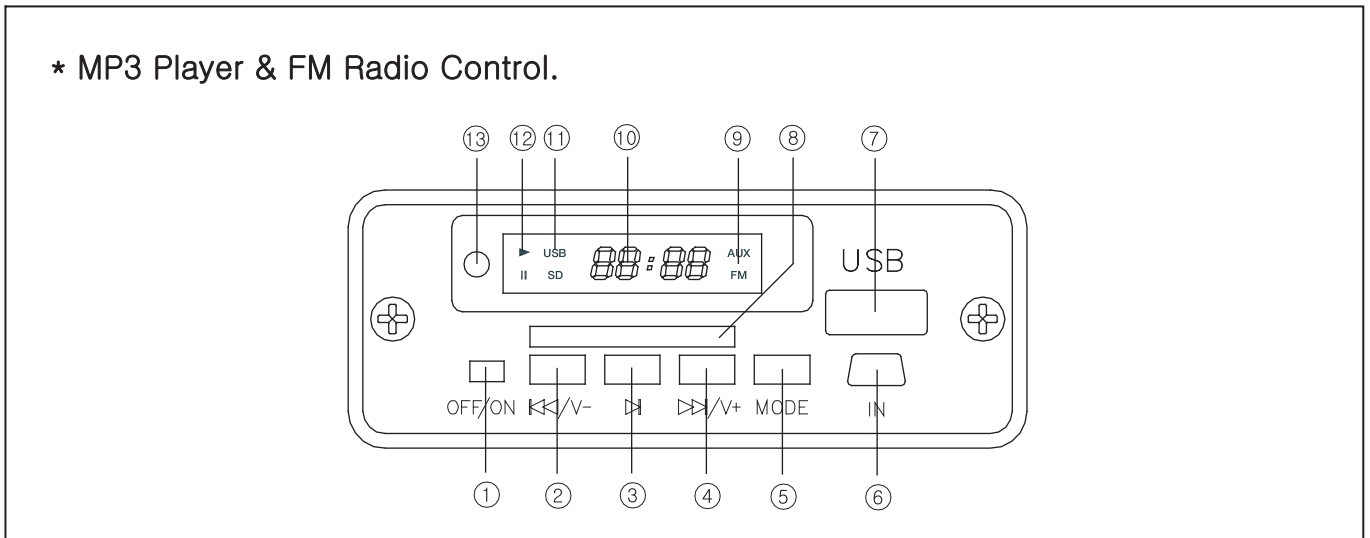 * MP3 Player & FM Radio Control.
⑬ ⑫ ⑪ ⑩ ⑨ ⑧ ⑦
► USB 88:88 AUX
II SD FM
USB
OFF/ON |◁◁/V- ▷| ▷▷|/V+ MODE IN
① ② ③ ④ ⑤ ⑥